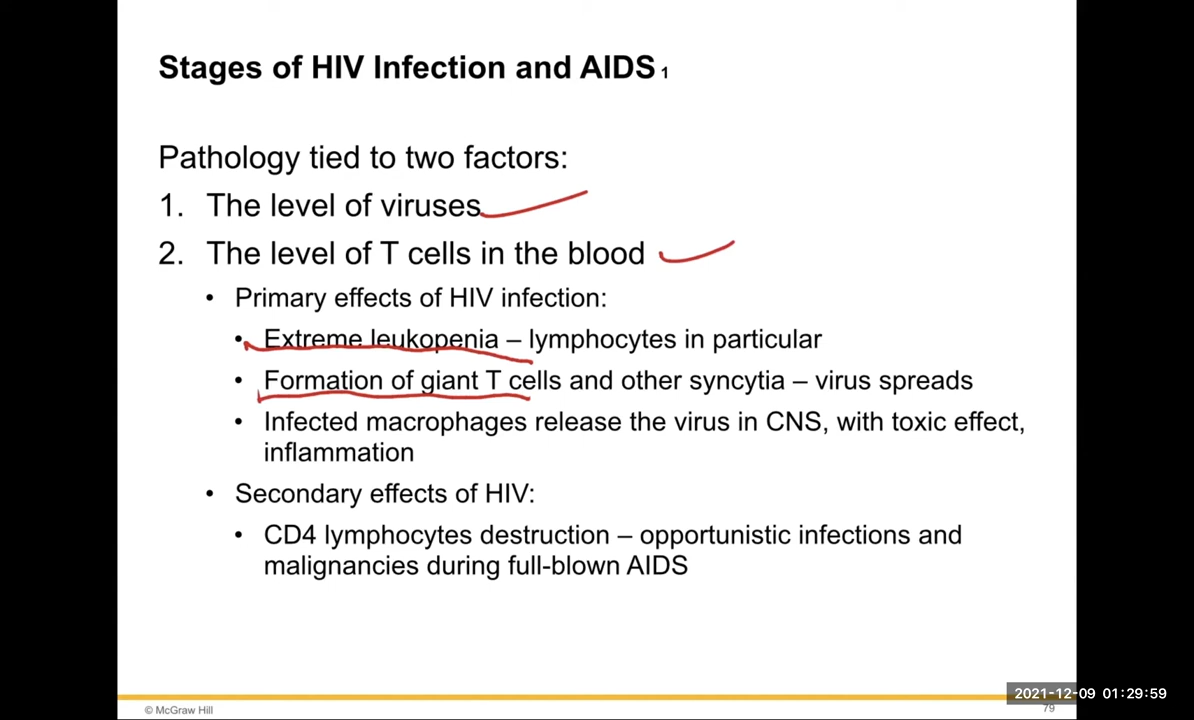 Stages of HIV Infection and AIDS 1
Pathology tied to two factors:
1. The level of viruses
2. The level of T cells in the blood
• Primary effects of HIV infection:
• Extreme leukopenia – lymphocytes in particular
• Formation of giant T cells and other syncytia – virus spreads
• Infected macrophages release the virus in CNS, with toxic effect,
inflammation
• Secondary effects of HIV:
• CD4 lymphocytes destruction – opportunistic infections and
malignancies during full-blown AIDS
2021-12-09 01:29:59
© McGraw Hill
79